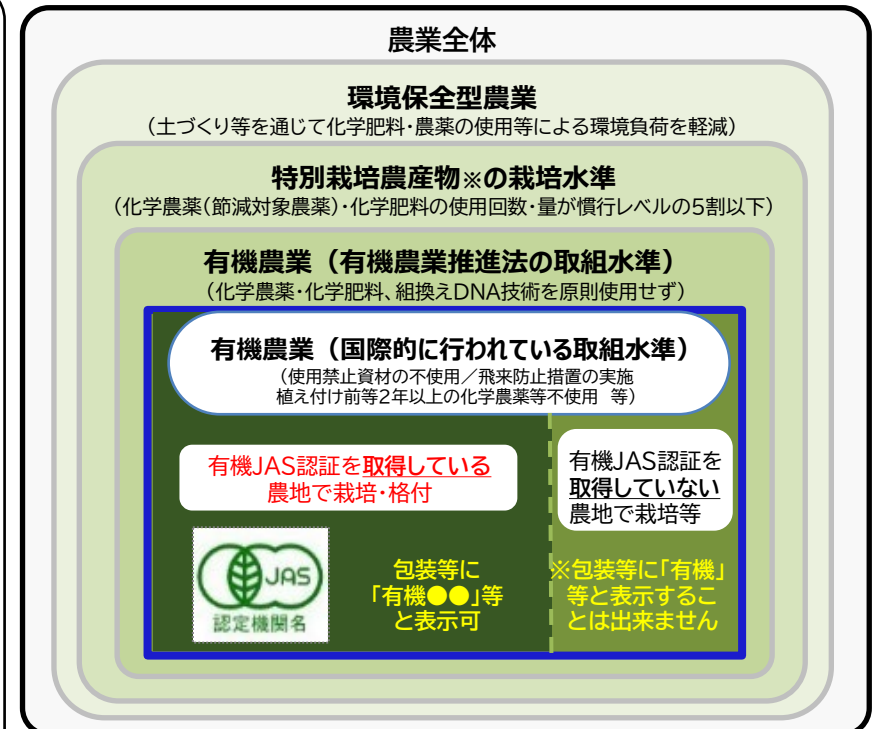 農業全体
環境保全型農業
（土づくり等を通じて化学肥料・農薬の使用等による環境負荷を軽減）
特別栽培農産物※の栽培水準
（化学農薬（節減対象農薬）・化学肥料の使用回数・量が慣行レベルの5割以下）
有機農業（有機農業推進法の取組水準）
（化学農薬・化学肥料、組換えDNA技術を原則使用せず）
有機農業（国際的に行われている取組水準）
（使用禁止資材の不使用／飛来防止措置の実施
植え付け前等2年以上の化学農薬等不使用 等）
有機JAS認証を取得している
農地で栽培・格付
有機JAS認証を
取得していない
農地で栽培等
JAS
認定機関名
包装等に
「有機●●」等
と表示可
※包装等に「有機」
等と表示するこ
とは出来ません